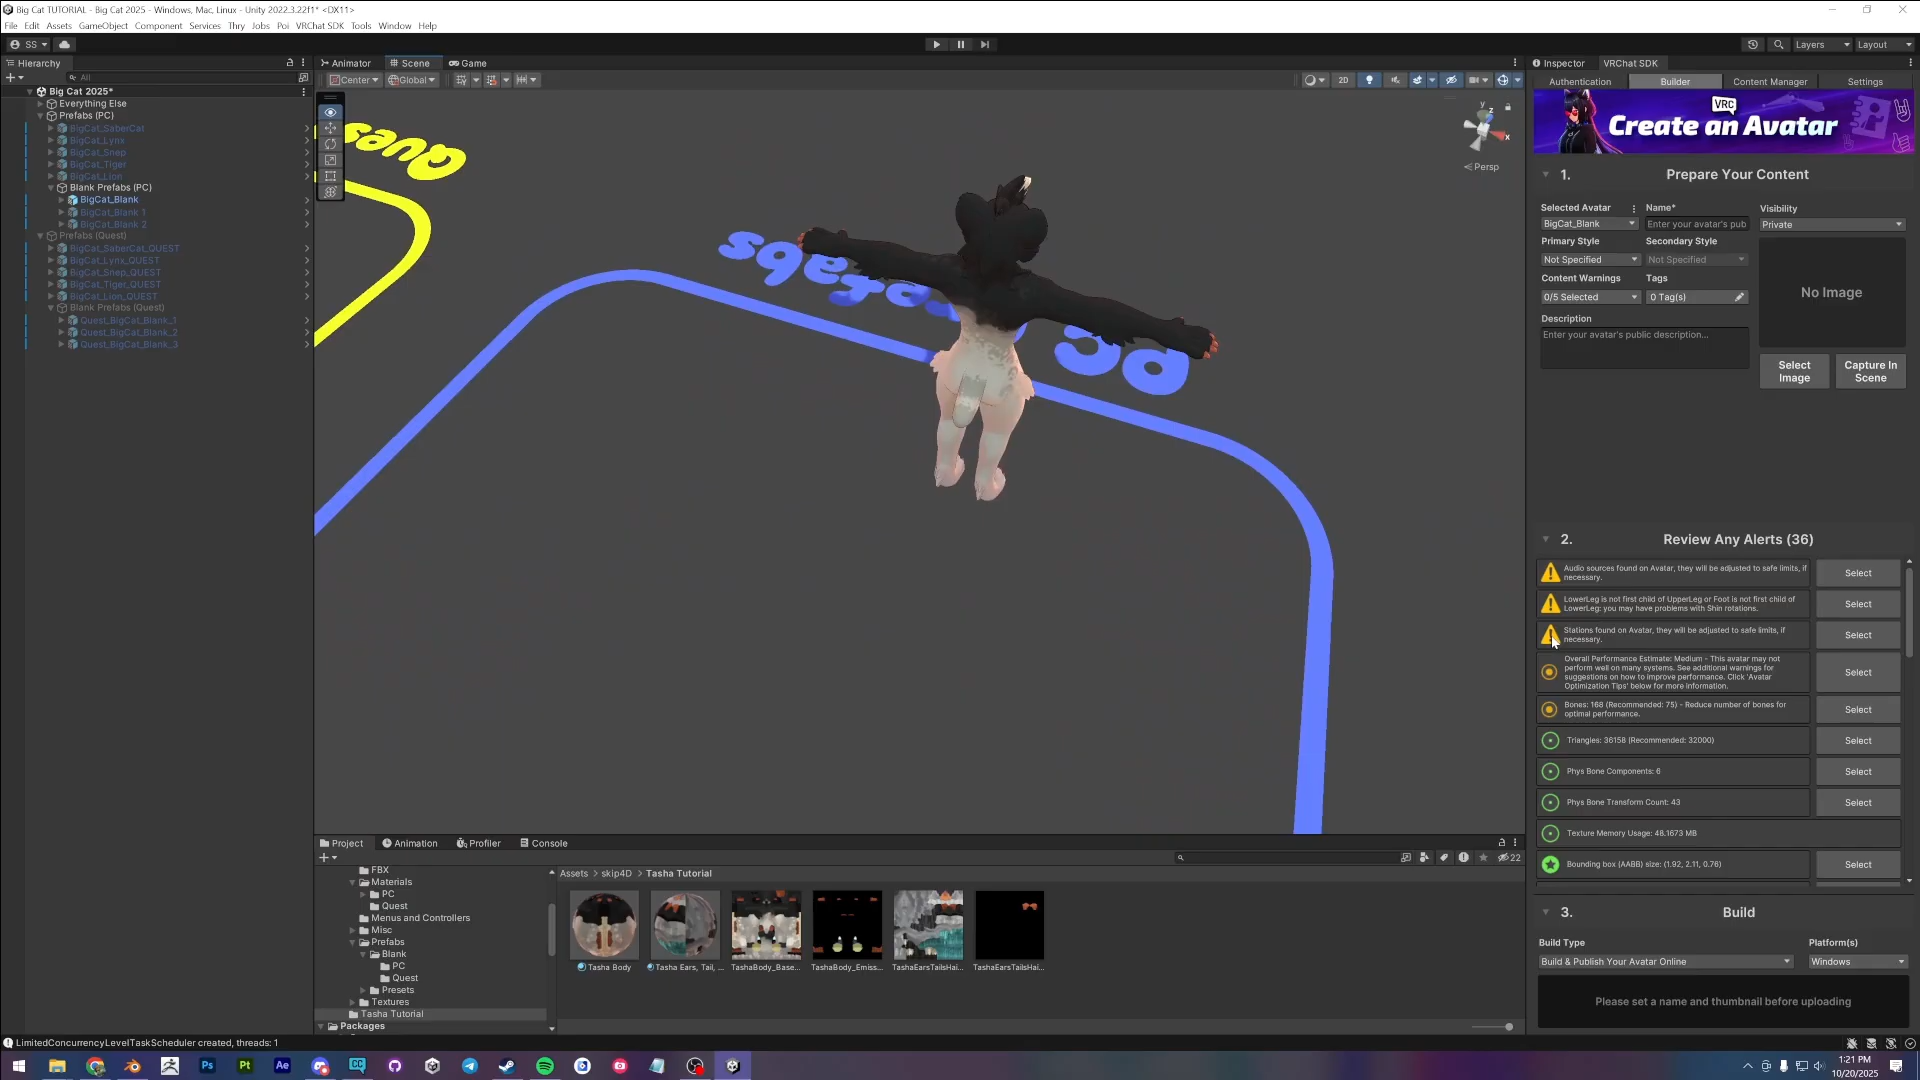 Big Cat TUTORIAL - Big Cat 2025 - Windows, Mac, Linux - Unity 2022.3.22f1* <DX11>
File Edit Assets GameObject Component Services Thry Jobs Poi VRChat SDK Tools Window Help
SS
Layers
Layout
Hierarchy
All
Big Cat 2025*
Everything Else
Prefabs (PC)
BigCat_SaberCat
BigCat_Lynx
BigCat_Snep
BigCat_Tiger
BigCat_Lion
Blank Prefabs (PC)
BigCat_Blank
BigCat_Blank 1
BigCat_Blank 2
Prefabs (Quest)
BigCat_SaberCat_QUEST
BigCat_Lynx_QUEST
BigCat_Snep_QUEST
BigCat_Tiger_QUEST
BigCat_Lion_QUEST
Blank Prefabs (Quest)
Quest_BigCat_Blank_1
Quest_BigCat_Blank_2
Quest_BigCat_Blank_3
Animator Scene Game
Center Global
2D
Persp
Inspector VRChat SDK
Authentication Builder Content Manager Settings
VRC
Create an Avatar
1. Prepare Your Content
Selected Avatar
BigCat_Blank
Name*
Enter your avatar's pub
Visibility
Private
Primary Style
Not Specified
Secondary Style
Not Specified
Content Warnings
0/5 Selected
Tags
0 Tag(s)
No Image
Description
Enter your avatar's public description...
Select Image
Capture In Scene
2. Review Any Alerts (36)
Audio sources found on Avatar, they will be adjusted to safe limits, if
necessary.
Select
LowerLeg is not first child of UpperLeg or Foot is not first child of
LowerLeg: you may have problems with Shin rotations.
Select
Stations found on Avatar, they will be adjusted to safe limits, if
necessary.
Select
Overall Performance Estimate: Medium - This avatar may not
perform well on many systems. See additional warnings for
suggestions on how to improve performance. Click 'Avatar
Optimization Tips' below for more information.
Select
Bones: 168 (Recommended: 75) - Reduce number of bones for
optimal performance.
Select
Triangles: 36158 (Recommended: 32000)
Select
Phys Bone Components: 6
Select
Phys Bone Transform Count: 43
Select
Texture Memory Usage: 48.1673 MB
Bounding box (AABB) size: (1.92, 2.11, 0.76)
Select
3. Build
Build Type
Build & Publish Your Avatar Online
Platform(s)
Windows
Please set a name and thumbnail before uploading
Project Animation Profiler Console
22
FBX
Materials
PC
Quest
Menus and Controllers
Misc
Prefabs
Blank
PC
Quest
Presets
Textures
Tasha Tutorial
Packages
Assets > skip4D > Tasha Tutorial
Tasha Body
Tasha Ears, Tail, ...
TashaBody_Base...
TashaBody_Emiss...
TashaEarsTailsHai...
TashaEarsTailsHai...
LimitedConcurrencyLevelTaskScheduler created, threads: 1
Ps
Pt
Ae
CC
1:21 PM
10/20/2025